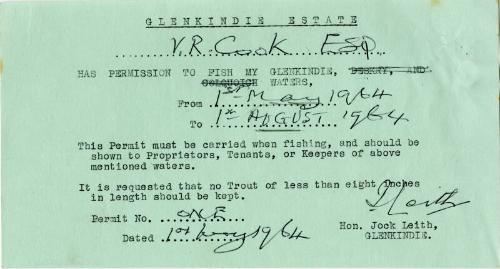 GLENKINDIE ESTATE
V.R. Cook Esq
HAS PERMISSION TO FISH MY GLENKINDIE, DESKRY, AND
COLQUOICH WATERS,
From 1st May 1964
To 1st AUGUST 1964
This Permit must be carried when fishing, and should be
shown to Proprietors, Tenants, or Keepers of above
mentioned waters.
It is requested that no Trout of less than eight Inches
in length should be kept.
J Leith
Permit No. ONE
Hon. Jock Leith,
Dated 1st May 1964
GLENKINDIE.